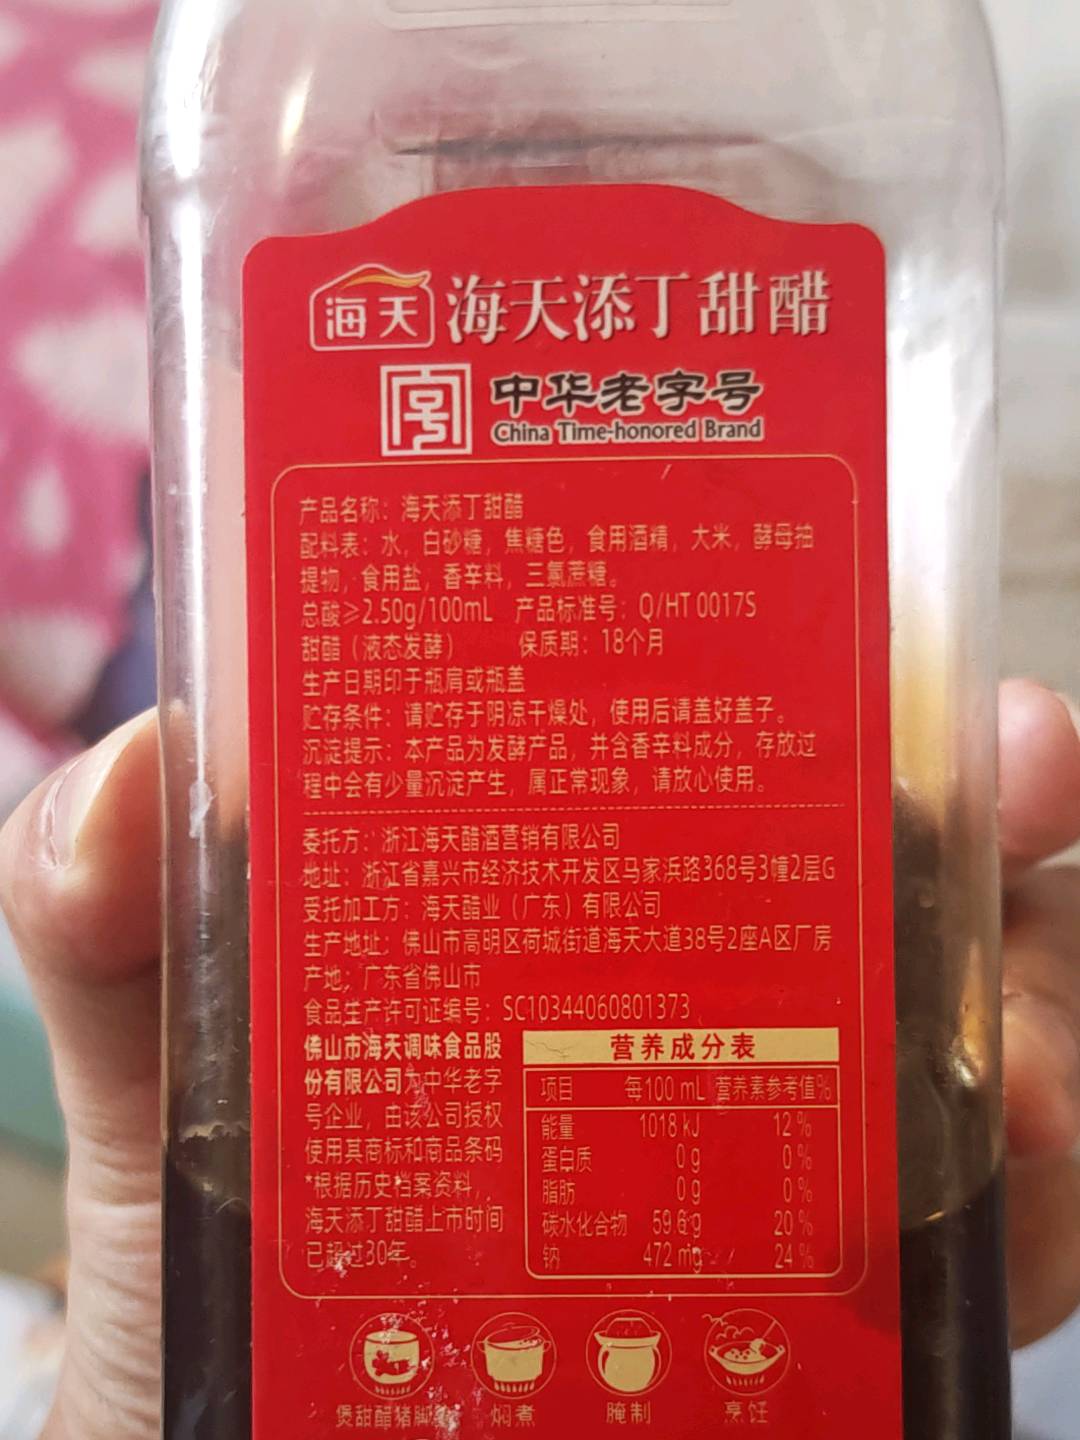 海天 海天添丁甜醋
中华老字号
China Time-honored Brand
产品名称：海天添丁甜醋
配料表：水，白砂糖，焦糖色，食用酒精，大米，酵母抽
提物，食用盐，香辛料，三氯蔗糖。
总酸≥2.50g/100mL 产品标准号：Q/HT 0017S
甜醋（液态发酵） 保质期：18个月
生产日期印于瓶肩或瓶盖
贮存条件：请贮存于阴凉干燥处，使用后请盖好盖子。
沉淀提示：本产品为发酵产品，并含香辛料成分，存放过
程中会有少量沉淀产生，属正常现象，请放心使用。
委托方：浙江海天醋酒营销有限公司
地址：浙江省嘉兴市经济技术开发区马家浜路368号3幢2层G
受托加工方：海天醋业（广东）有限公司
生产地址：佛山市高明区荷城街道海天大道38号2座A区厂房
产地：广东省佛山市
食品生产许可证编号：SC10344060801373
佛山市海天调味食品股
份有限公司为中华老字
号企业，由该公司授权
使用其商标和商品条码
*根据历史档案资料，
海天添丁甜醋上市时间
已超过30年。
营养成分表
项目 每100 mL 营养素参考值%
能量 1018 kJ 12 %
蛋白质 0 g 0 %
脂肪 0 g 0 %
碳水化合物 59.6 g 20 %
钠 472 mg 24 %
煲甜醋猪脚 焖煮 腌制 烹饪